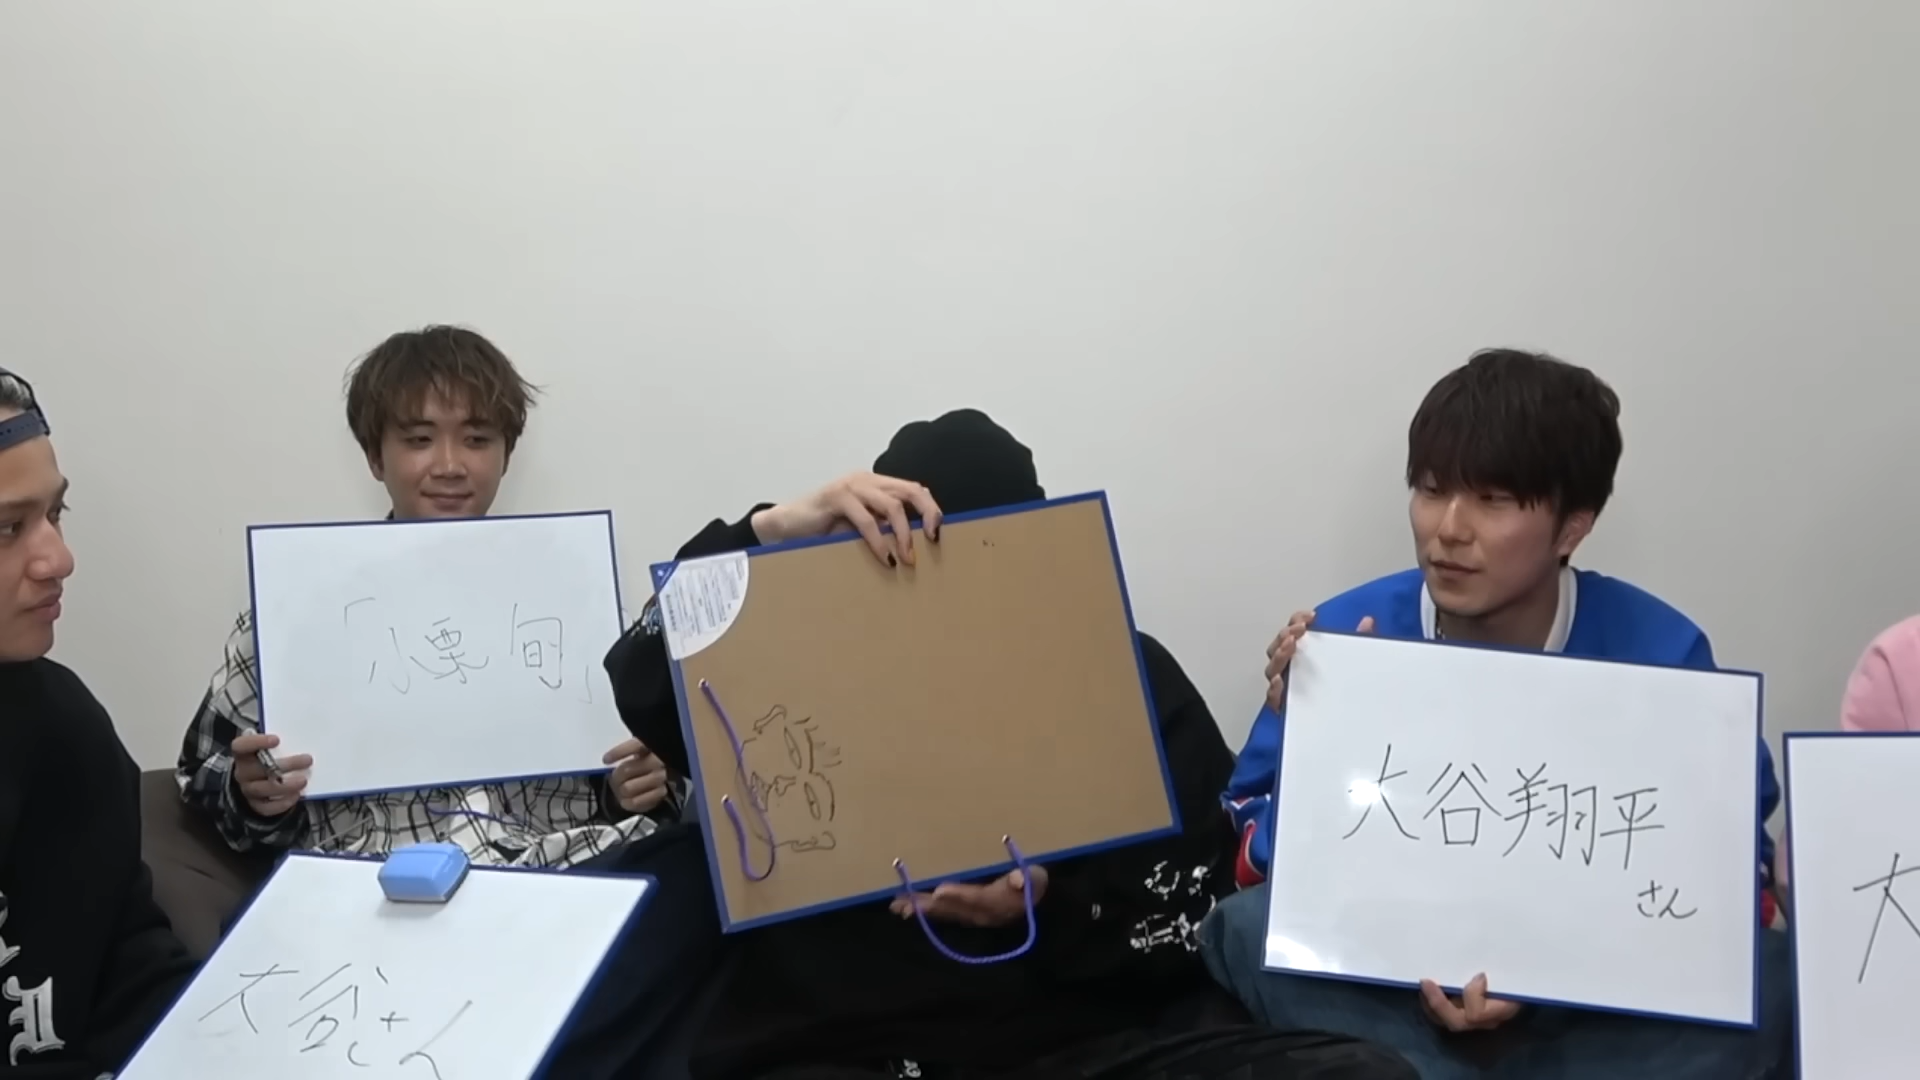 「小栗旬」
大谷さん
大谷翔平
さん
大